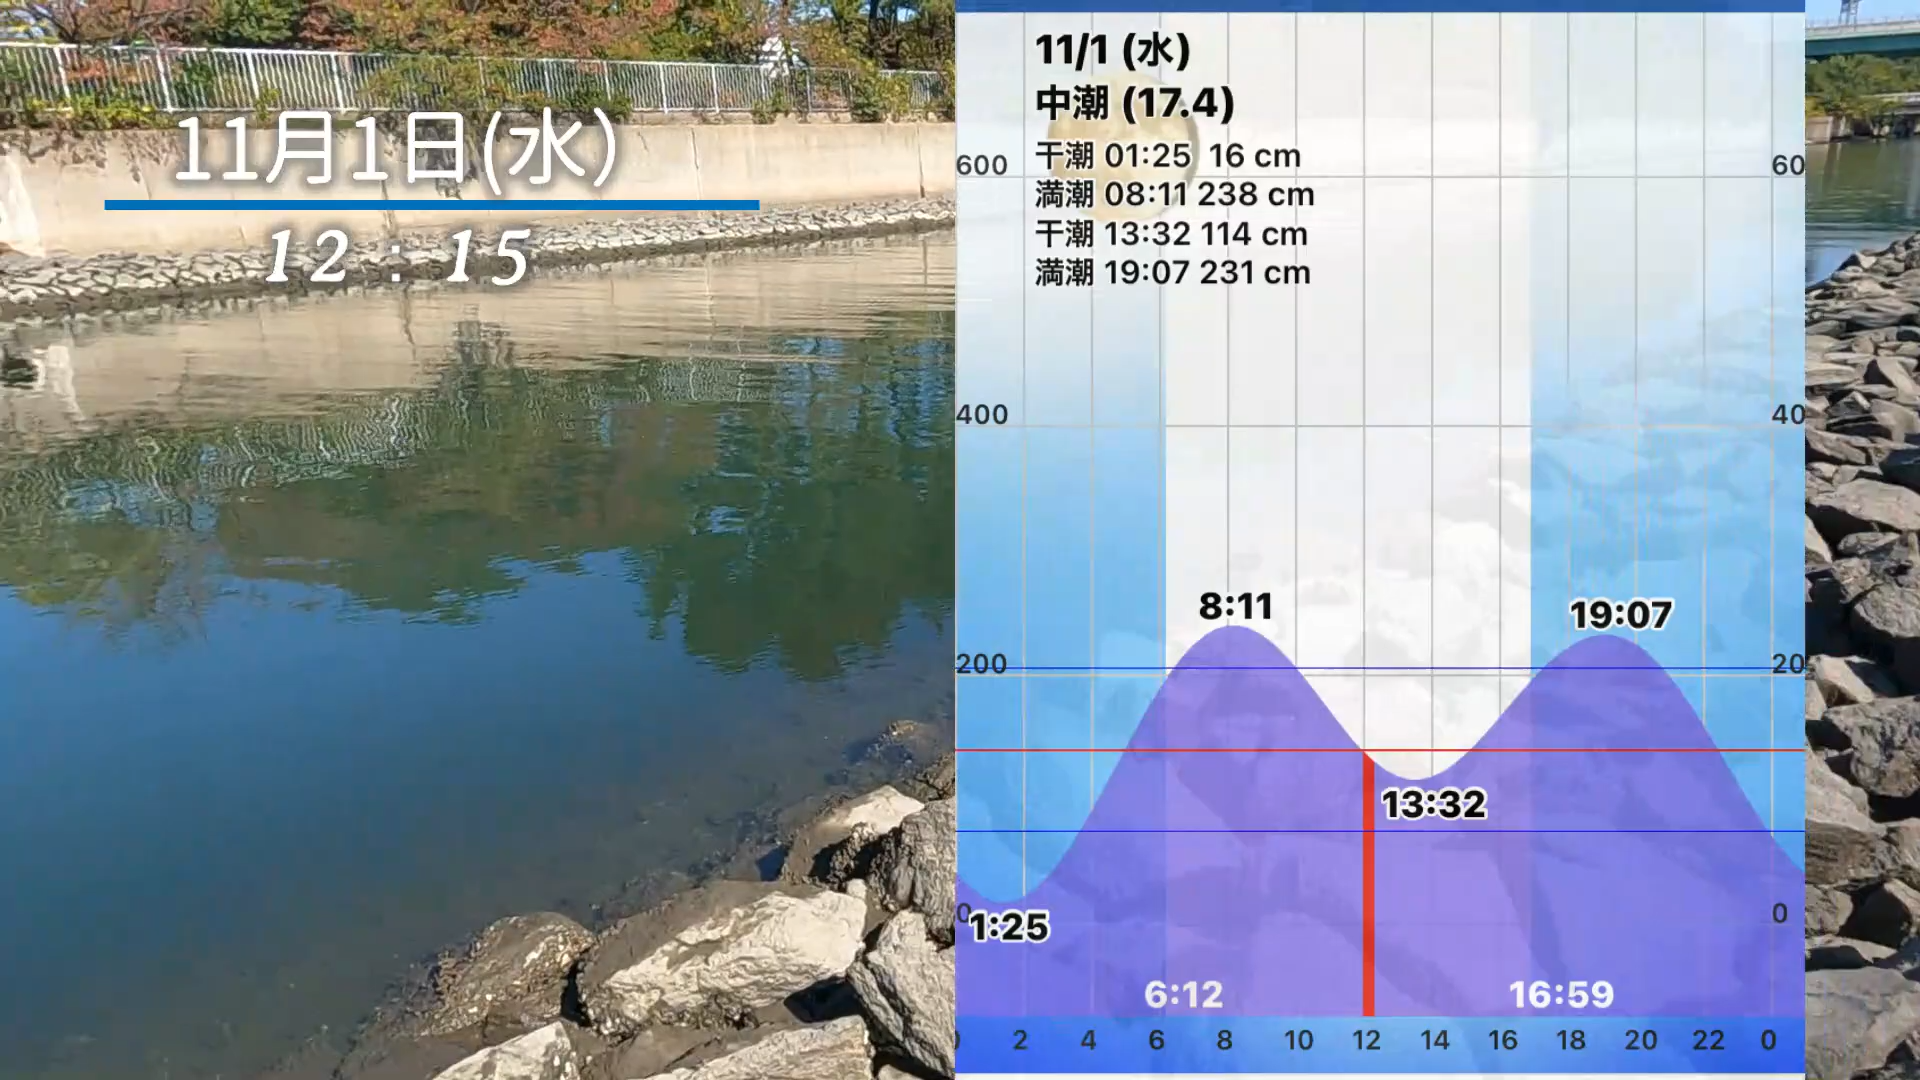 11月1日(水)
12:15
11/1 (水)
中潮 (17.4)
干潮 01:25 16 cm
満潮 08:11 238 cm
干潮 13:32 114 cm
満潮 19:07 231 cm
600 60
400 40
8:11 19:07
200 20
13:32
0 1:25 0
6:12 16:59
2 4 6 8 10 12 14 16 18 20 22 0